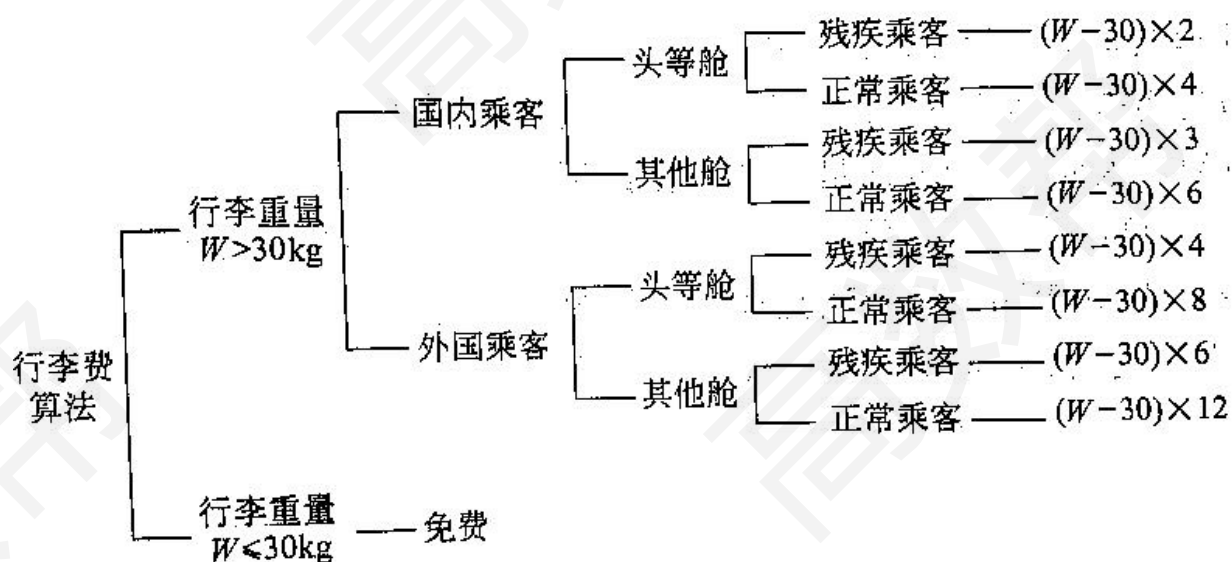 行李费
算法
行李重量
W>30kg
国内乘客
头等舱
残疾乘客 (W-30)×2
正常乘客 (W-30)×4
其他舱
残疾乘客 (W-30)×3
正常乘客 (W-30)×6
外国乘客
头等舱
残疾乘客 (W-30)×4
正常乘客 (W-30)×8
其他舱
残疾乘客 (W-30)×6
正常乘客 (W-30)×12
行李重量
W≤30kg
免费